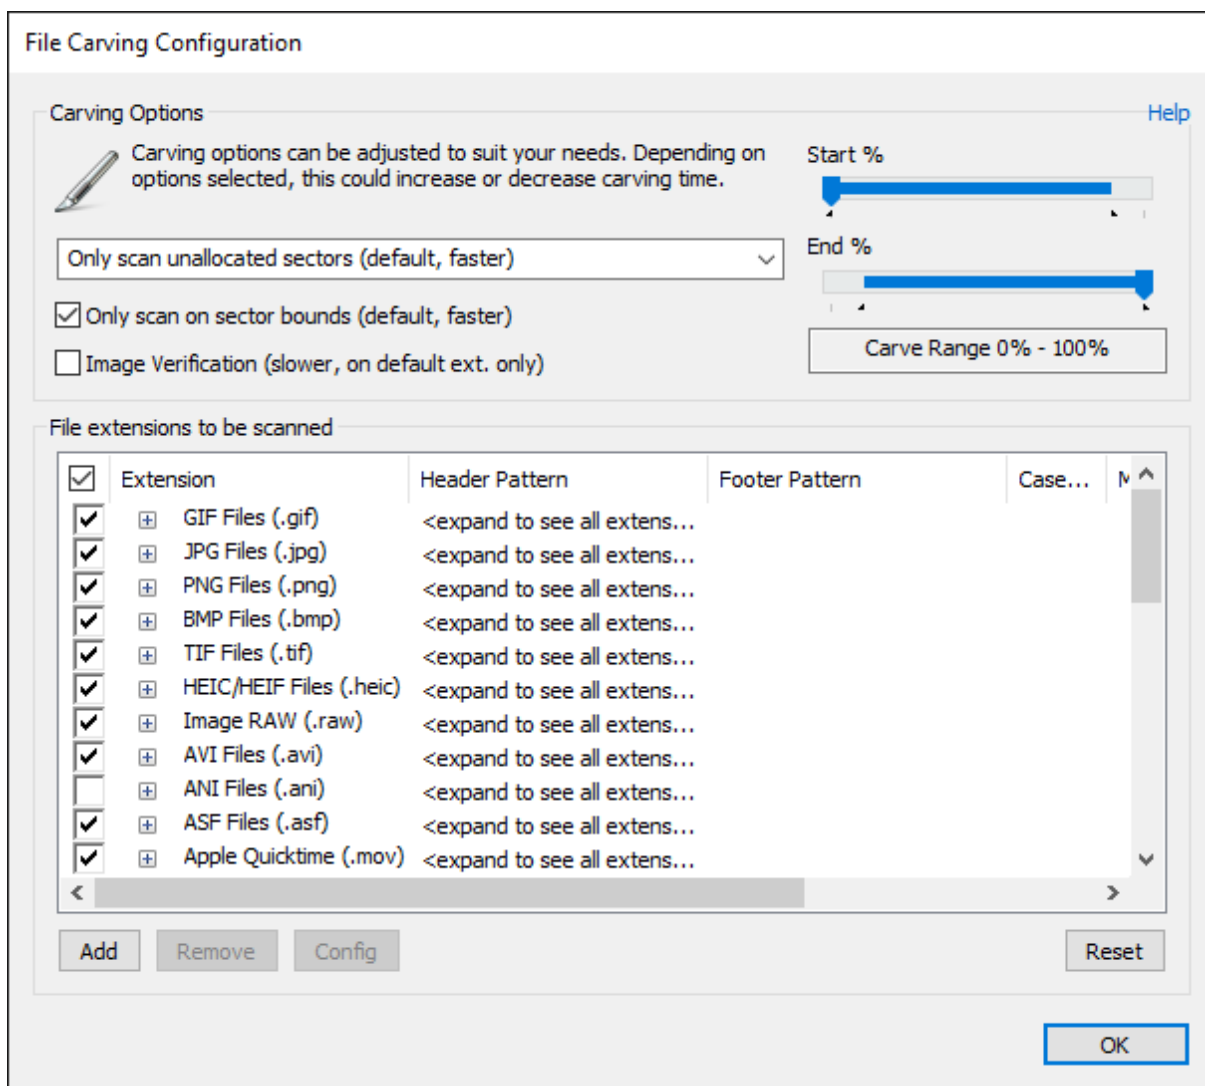 File Carving Configuration
Carving Options
Help
Carving options can be adjusted to suit your needs. Depending on
options selected, this could increase or decrease carving time.
Start %
End %
Only scan unallocated sectors (default, faster)
Only scan on sector bounds (default, faster)
Image Verification (slower, on default ext. only)
Carve Range 0% - 100%
File extensions to be scanned
Extension Header Pattern Footer Pattern Case... M
GIF Files (.gif) <expand to see all extens...
JPG Files (.jpg) <expand to see all extens...
PNG Files (.png) <expand to see all extens...
BMP Files (.bmp) <expand to see all extens...
TIF Files (.tif) <expand to see all extens...
HEIC/HEIF Files (.heic) <expand to see all extens...
Image RAW (.raw) <expand to see all extens...
AVI Files (.avi) <expand to see all extens...
ANI Files (.ani) <expand to see all extens...
ASF Files (.asf) <expand to see all extens...
Apple Quicktime (.mov) <expand to see all extens...
Add Remove Config Reset
OK